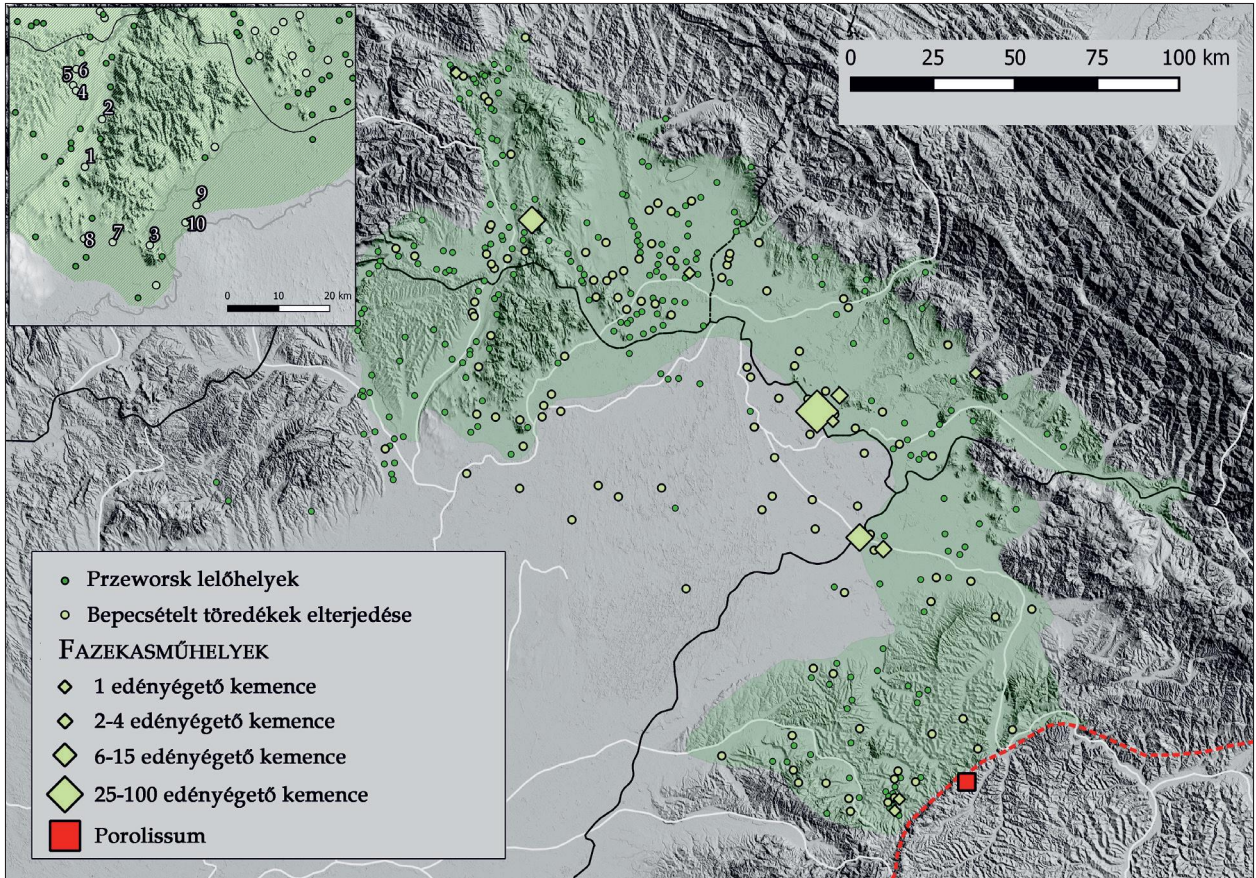 0 25 50 75 100 km
5 6
4
2
1
9
10
3
7
8
0 10 20 km
Przeworsk lelőhelyek
Bepecsételt töredékek elterjedése
FAZEKASMŰHELYEK
1 edényégető kemence
2-4 edényégető kemence
6-15 edényégető kemence
25-100 edényégető kemence
Porolissum